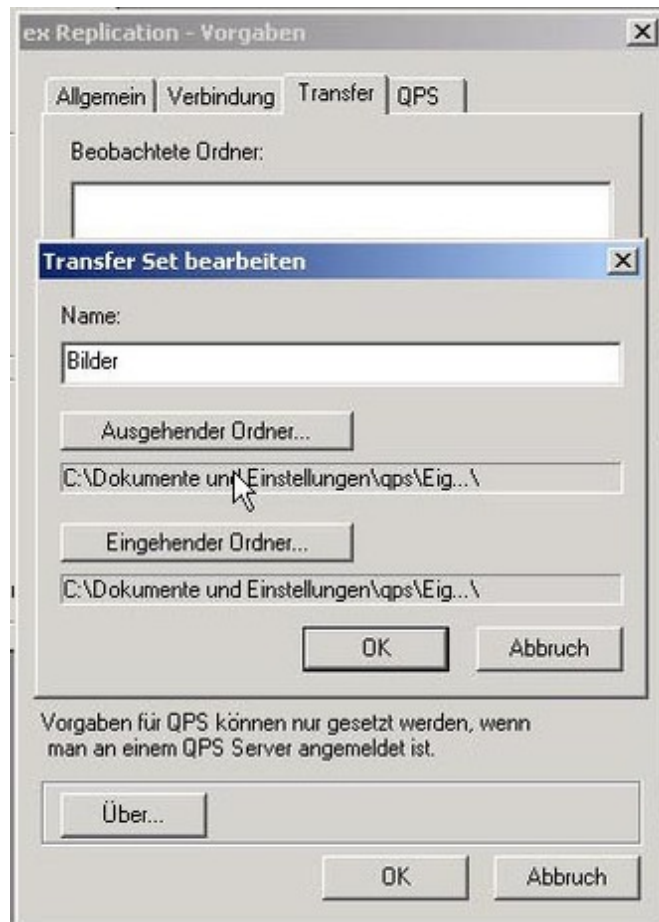 ex Replication - Vorgaben
Allgemein Verbindung Transfer QPS
Beobachtete Ordner:
Transfer Set bearbeiten
Name:
Bilder
Ausgehender Ordner...
C:\Dokumente und Einstellungen\qps\Eig...\
Eingehender Ordner...
C:\Dokumente und Einstellungen\qps\Eig...\
OK Abbruch
Vorgaben für QPS können nur gesetzt werden, wenn
man an einem QPS Server angemeldet ist.
Über...
OK Abbruch